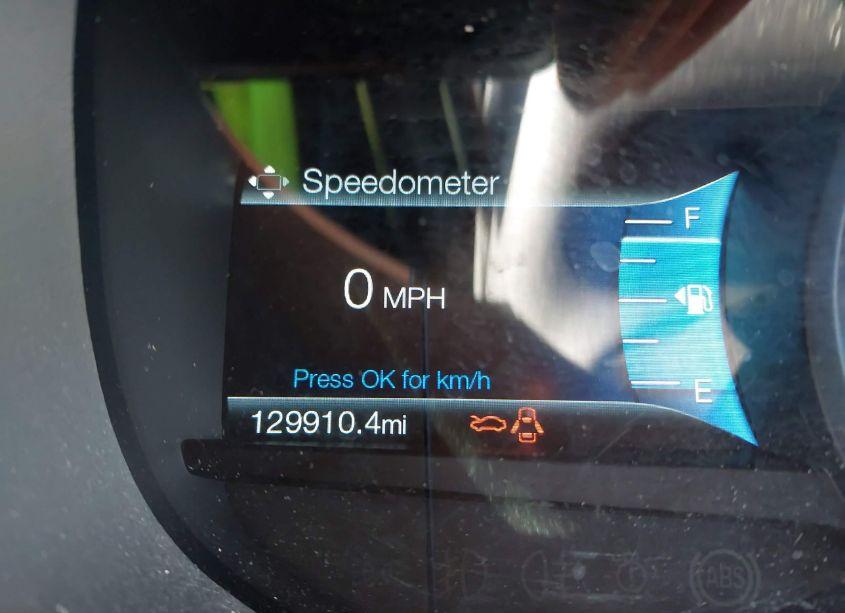 Speedometer
F
0 MPH
E
Press OK for km/h
129910.4mi
ABS